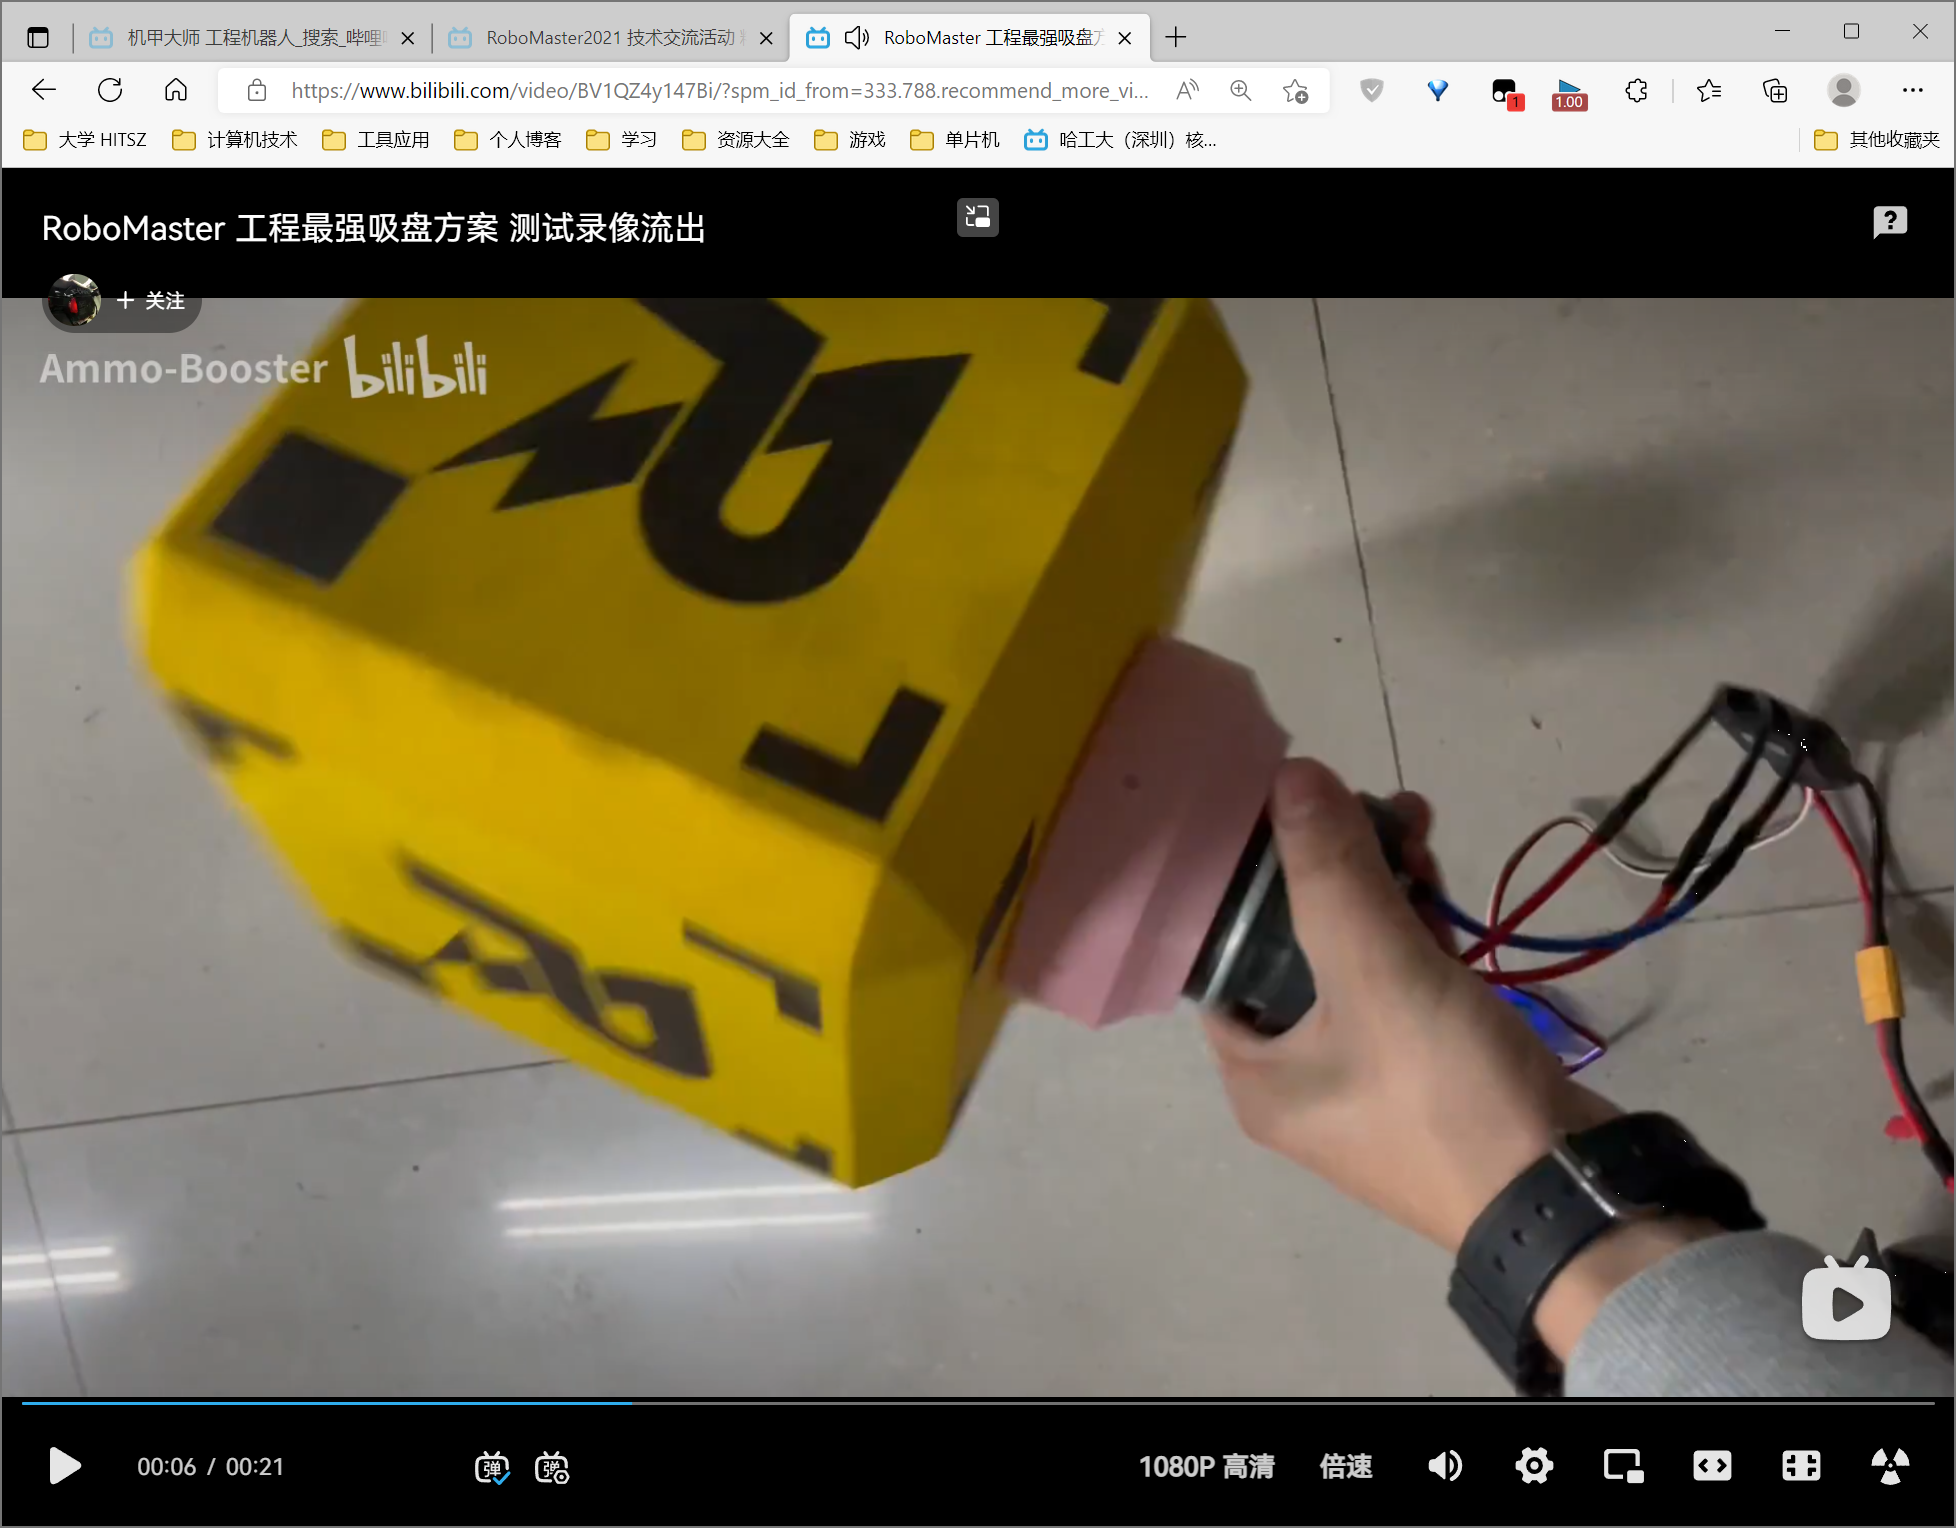 机甲大师 工程机器人_搜索_哔哩
RoboMaster2021 技术交流活动
RoboMaster 工程最强吸盘方
https://www.bilibili.com/video/BV1QZ4y147Bi/?spm_id_from=333.788.recommend_more_vi...
A
1
1.00
大学 HITSZ
计算机技术
工具应用
个人博客
学习
资源大全
游戏
单片机
哈工大（深圳）核...
其他收藏夹
RoboMaster 工程最强吸盘方案 测试录像流出
?
+ 关注
Ammo-Booster bilibili
00:06 / 00:21
弹
弹
1080P 高清
倍速